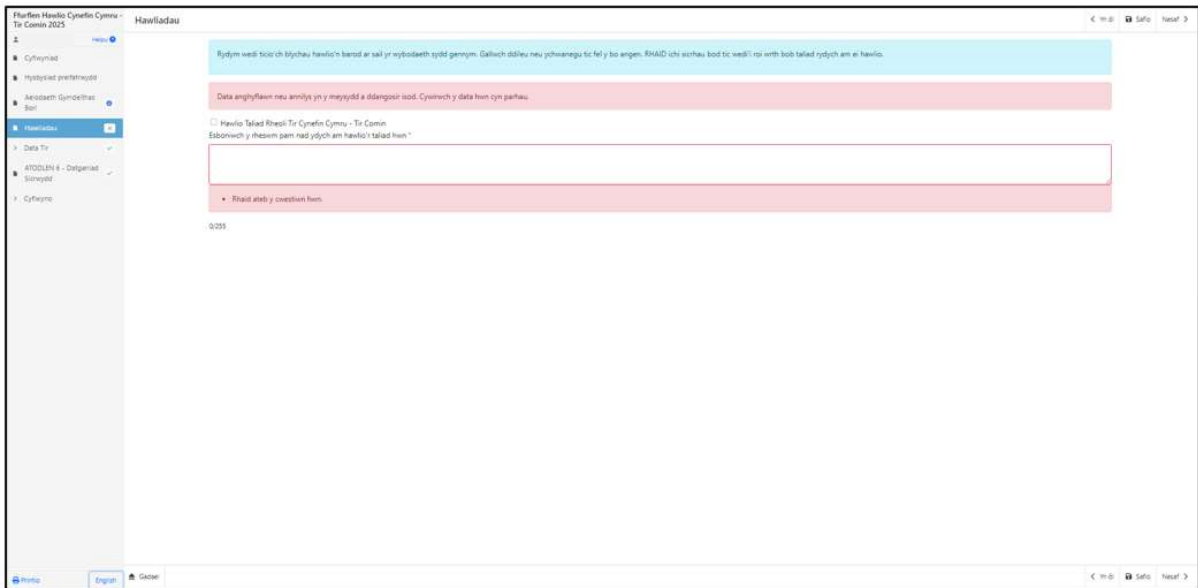 Ffurflen Hawlio Cynefin Cymru -
Tir Comin 2025
Helpu
Cyflwyniad
Hysbysiad preifatrwydd
Aelodaeth Gymdeithas
Bori
Hawliadau
Data Tir
ATODLEN 6 - Datganiad
Sicrwydd
Cyflwyno
Hawliadau
Yn ôl Safio Nesaf
Rydym wedi ticio'ch blychau hawlio'n barod ar sail yr wybodaeth sydd gennym. Gallwch ddileu neu ychwanegu tic fel y bo angen. RHAID ichi sicrhau bod tic wedi'i roi wrth bob taliad rydych am ei hawlio.
Data anghyflawn neu annilys yn y meysydd a ddangosir isod. Cywirwch y data hwn cyn parhau.
Hawlio Taliad Rheoli Tir Cynefin Cymru - Tir Comin
Esboniwch y rheswm pam nad ydych am hawlio'r taliad hwn *
Rhaid ateb y cwestiwn hwn.
0/255
Printio English Gadael
Yn ôl Safio Nesaf